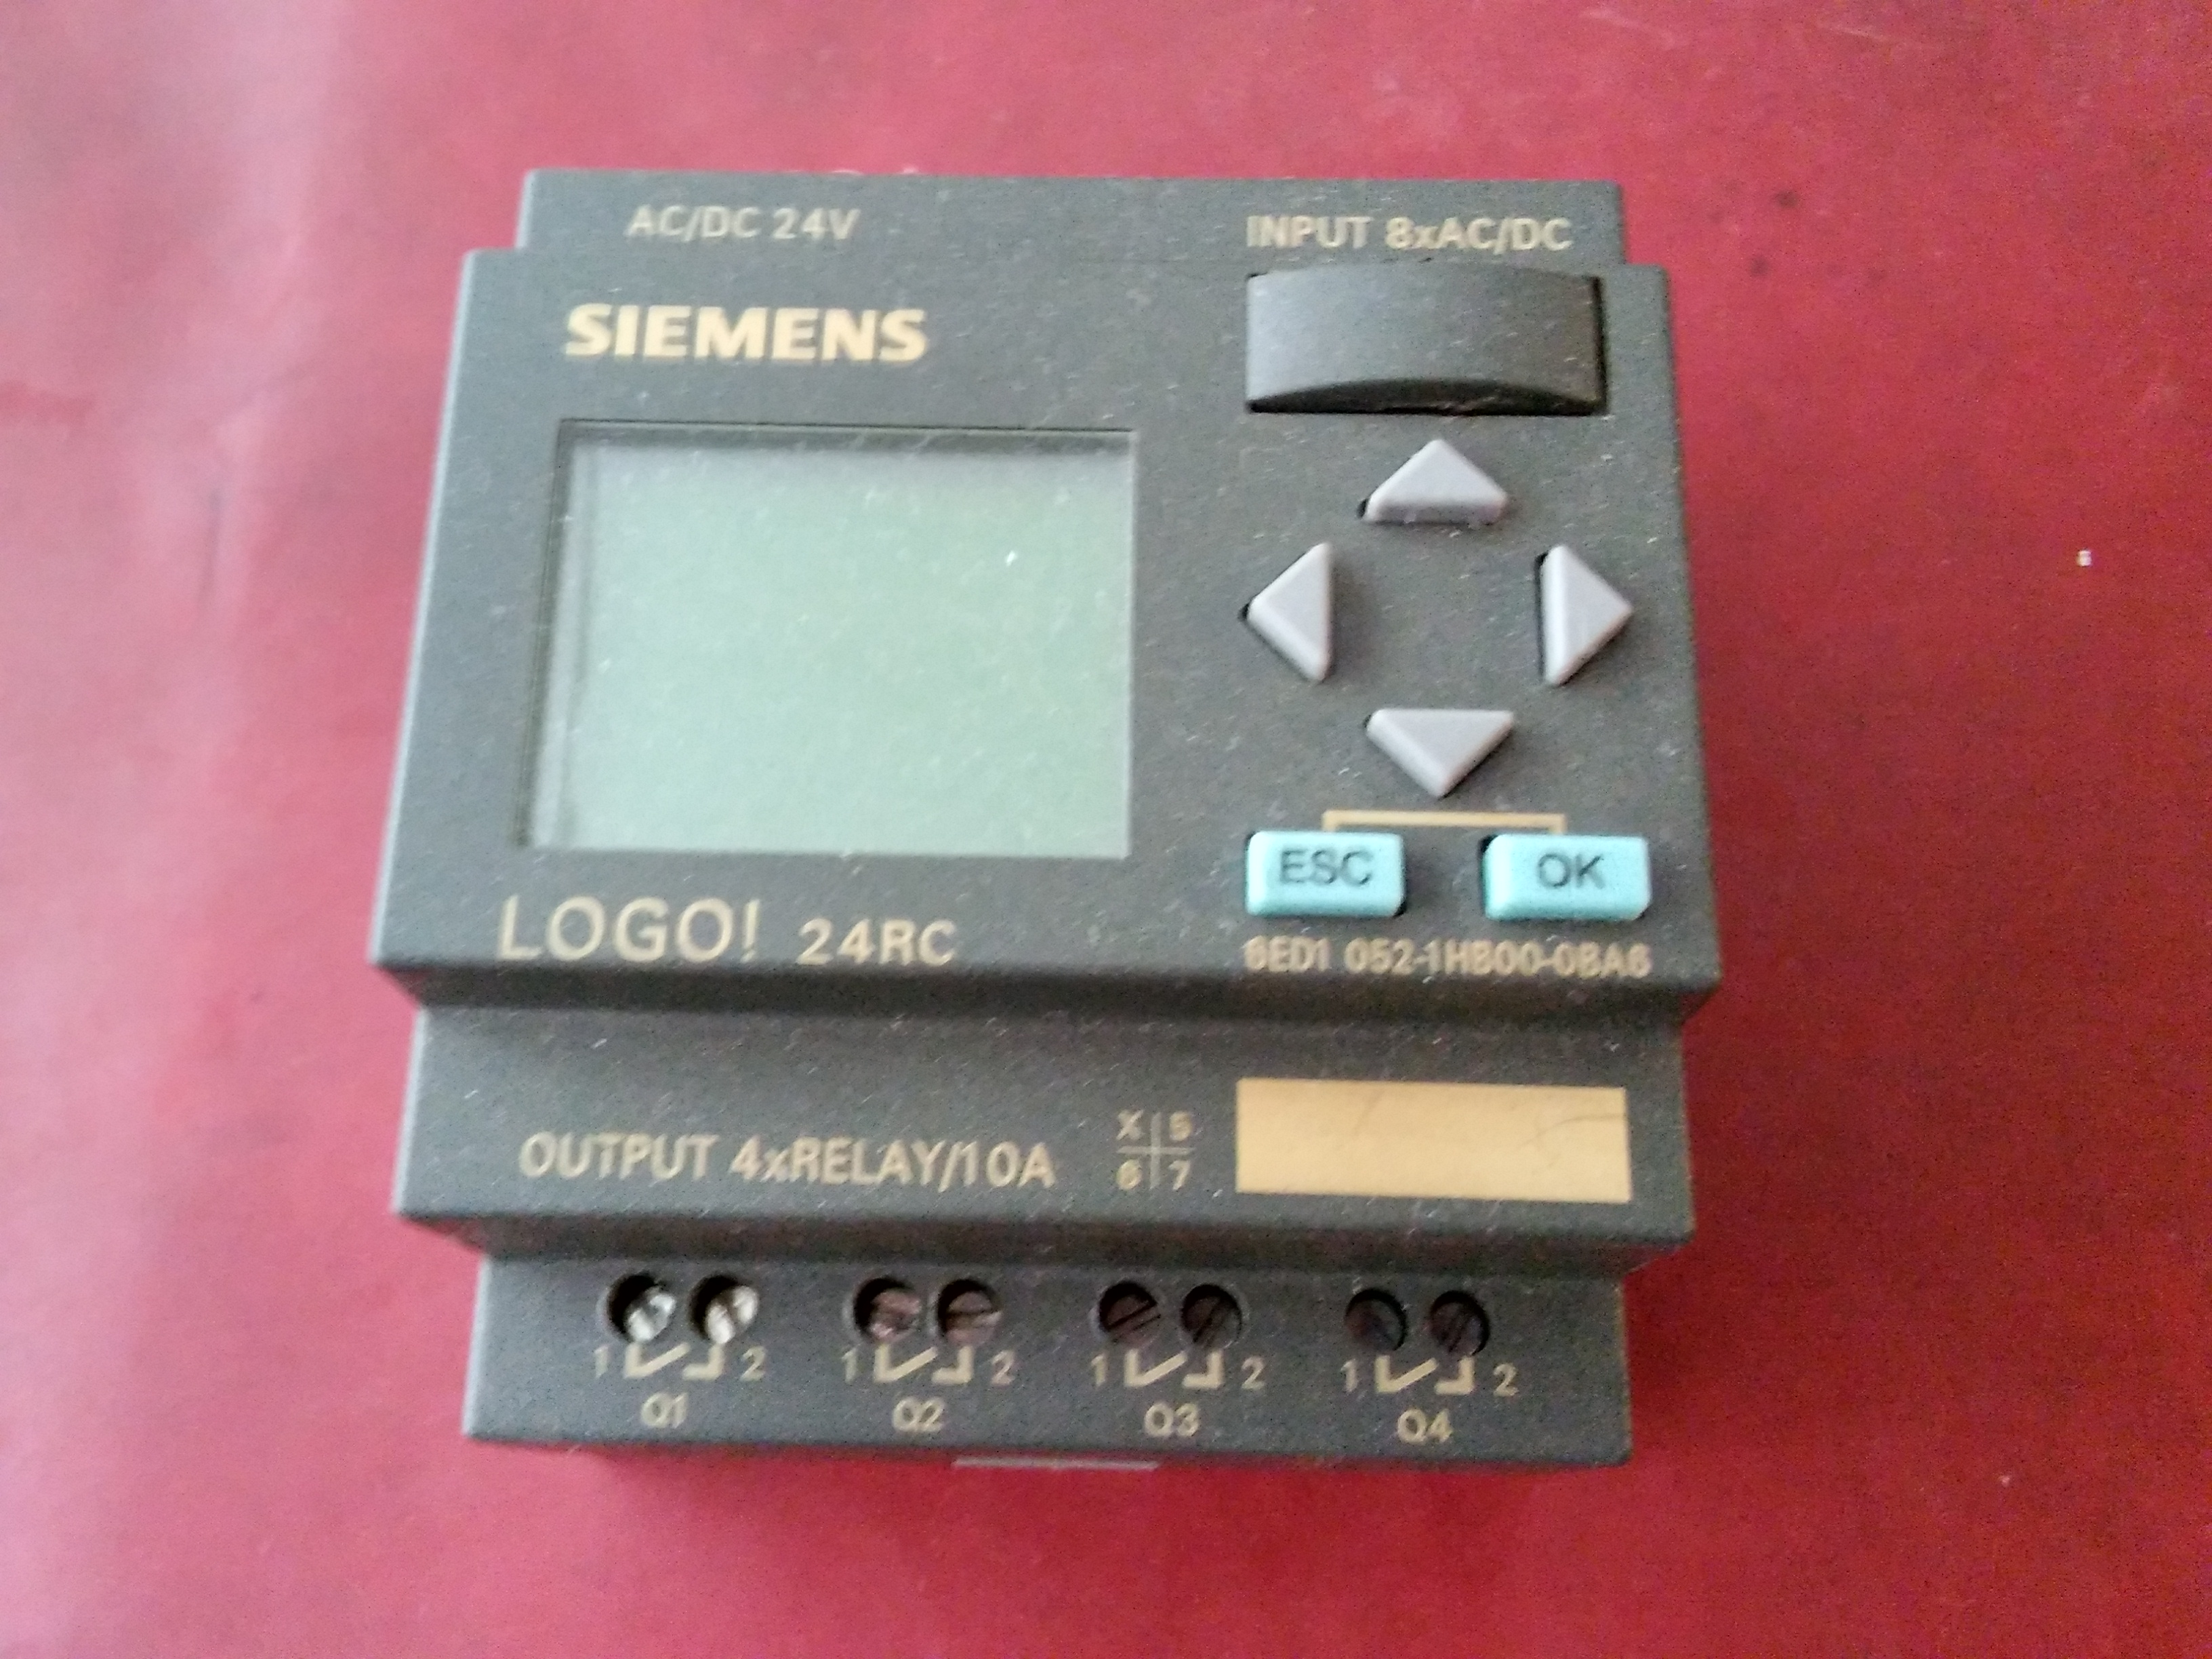 AC/DC 24V
INPUT 8xAC/DC
SIEMENS
ESC
OK
LOGO! 24RC
6ED1 052-1HB00-0BA6
OUTPUT 4xRELAY/10A
X 5
6 7
1 2
1 2
1 2
1 2
Q1
Q2
Q3
Q4